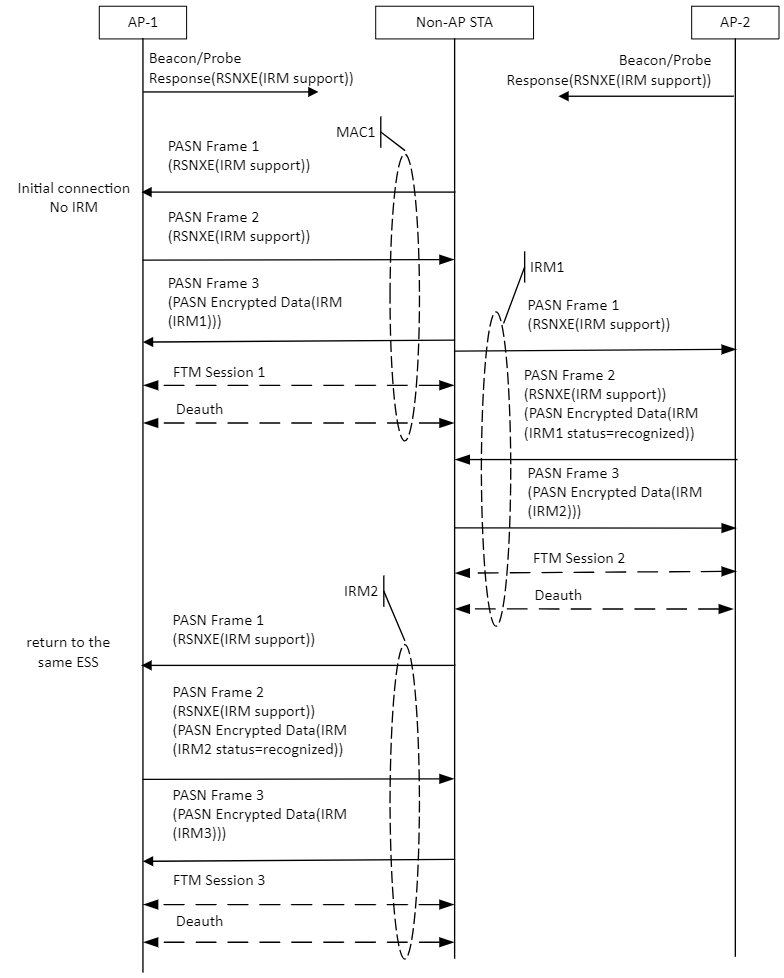 AP-1
Non-AP STA
AP-2
Beacon/Probe
Response(RSNXE(IRM support))
Beacon/Probe
Response(RSNXE(IRM support))
MAC1
PASN Frame 1
(RSNXE(IRM support))
Initial connection
No IRM
PASN Frame 2
(RSNXE(IRM support))
IRM1
PASN Frame 3
(PASN Encrypted Data(IRM
(IRM1)))
PASN Frame 1
(RSNXE(IRM support))
FTM Session 1
Deauth
PASN Frame 2
(RSNXE(IRM support))
(PASN Encrypted Data(IRM
(IRM1 status=recognized))
PASN Frame 3
(PASN Encrypted Data(IRM
(IRM2)))
FTM Session 2
Deauth
IRM2
PASN Frame 1
(RSNXE(IRM support))
return to the
same ESS
PASN Frame 2
(RSNXE(IRM support))
(PASN Encrypted Data(IRM
(IRM2 status=recognized))
PASN Frame 3
(PASN Encrypted Data(IRM
(IRM3)))
FTM Session 3
Deauth